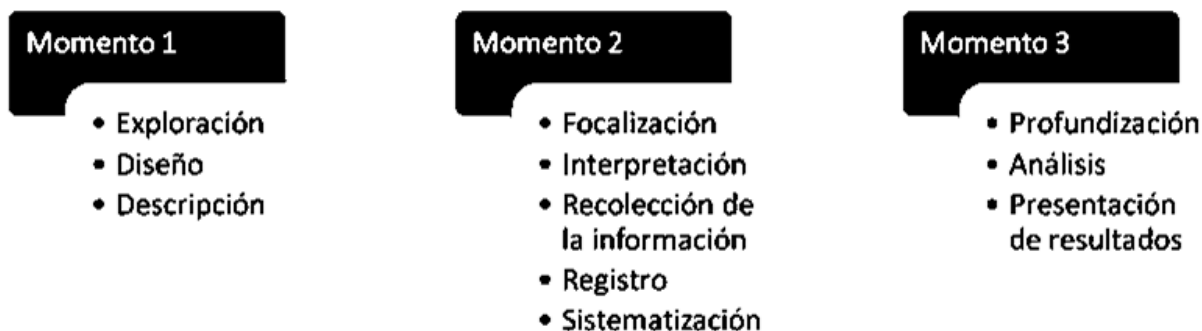 Momento 1
• Exploración
• Diseño
• Descripción
Momento 2
• Focalización
• Interpretación
• Recolección de
la información
• Registro
• Sistematización
Momento 3
• Profundización
• Análisis
• Presentación
de resultados